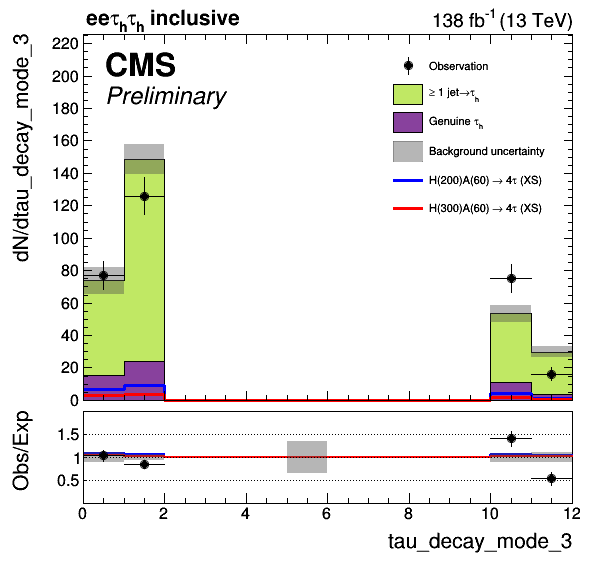 eeτhτh inclusive
138 fb⁻¹ (13 TeV)
CMS
Preliminary
Observation
≥ 1 jet→τh
Genuine τh
Background uncertainty
H(200)A(60) → 4τ (XS)
H(300)A(60) → 4τ (XS)
dN/dtau_decay_mode_3
220
200
180
160
140
120
100
80
60
40
20
0
Obs/Exp
1.5
1
0.5
0 2 4 6 8 10 12
tau_decay_mode_3